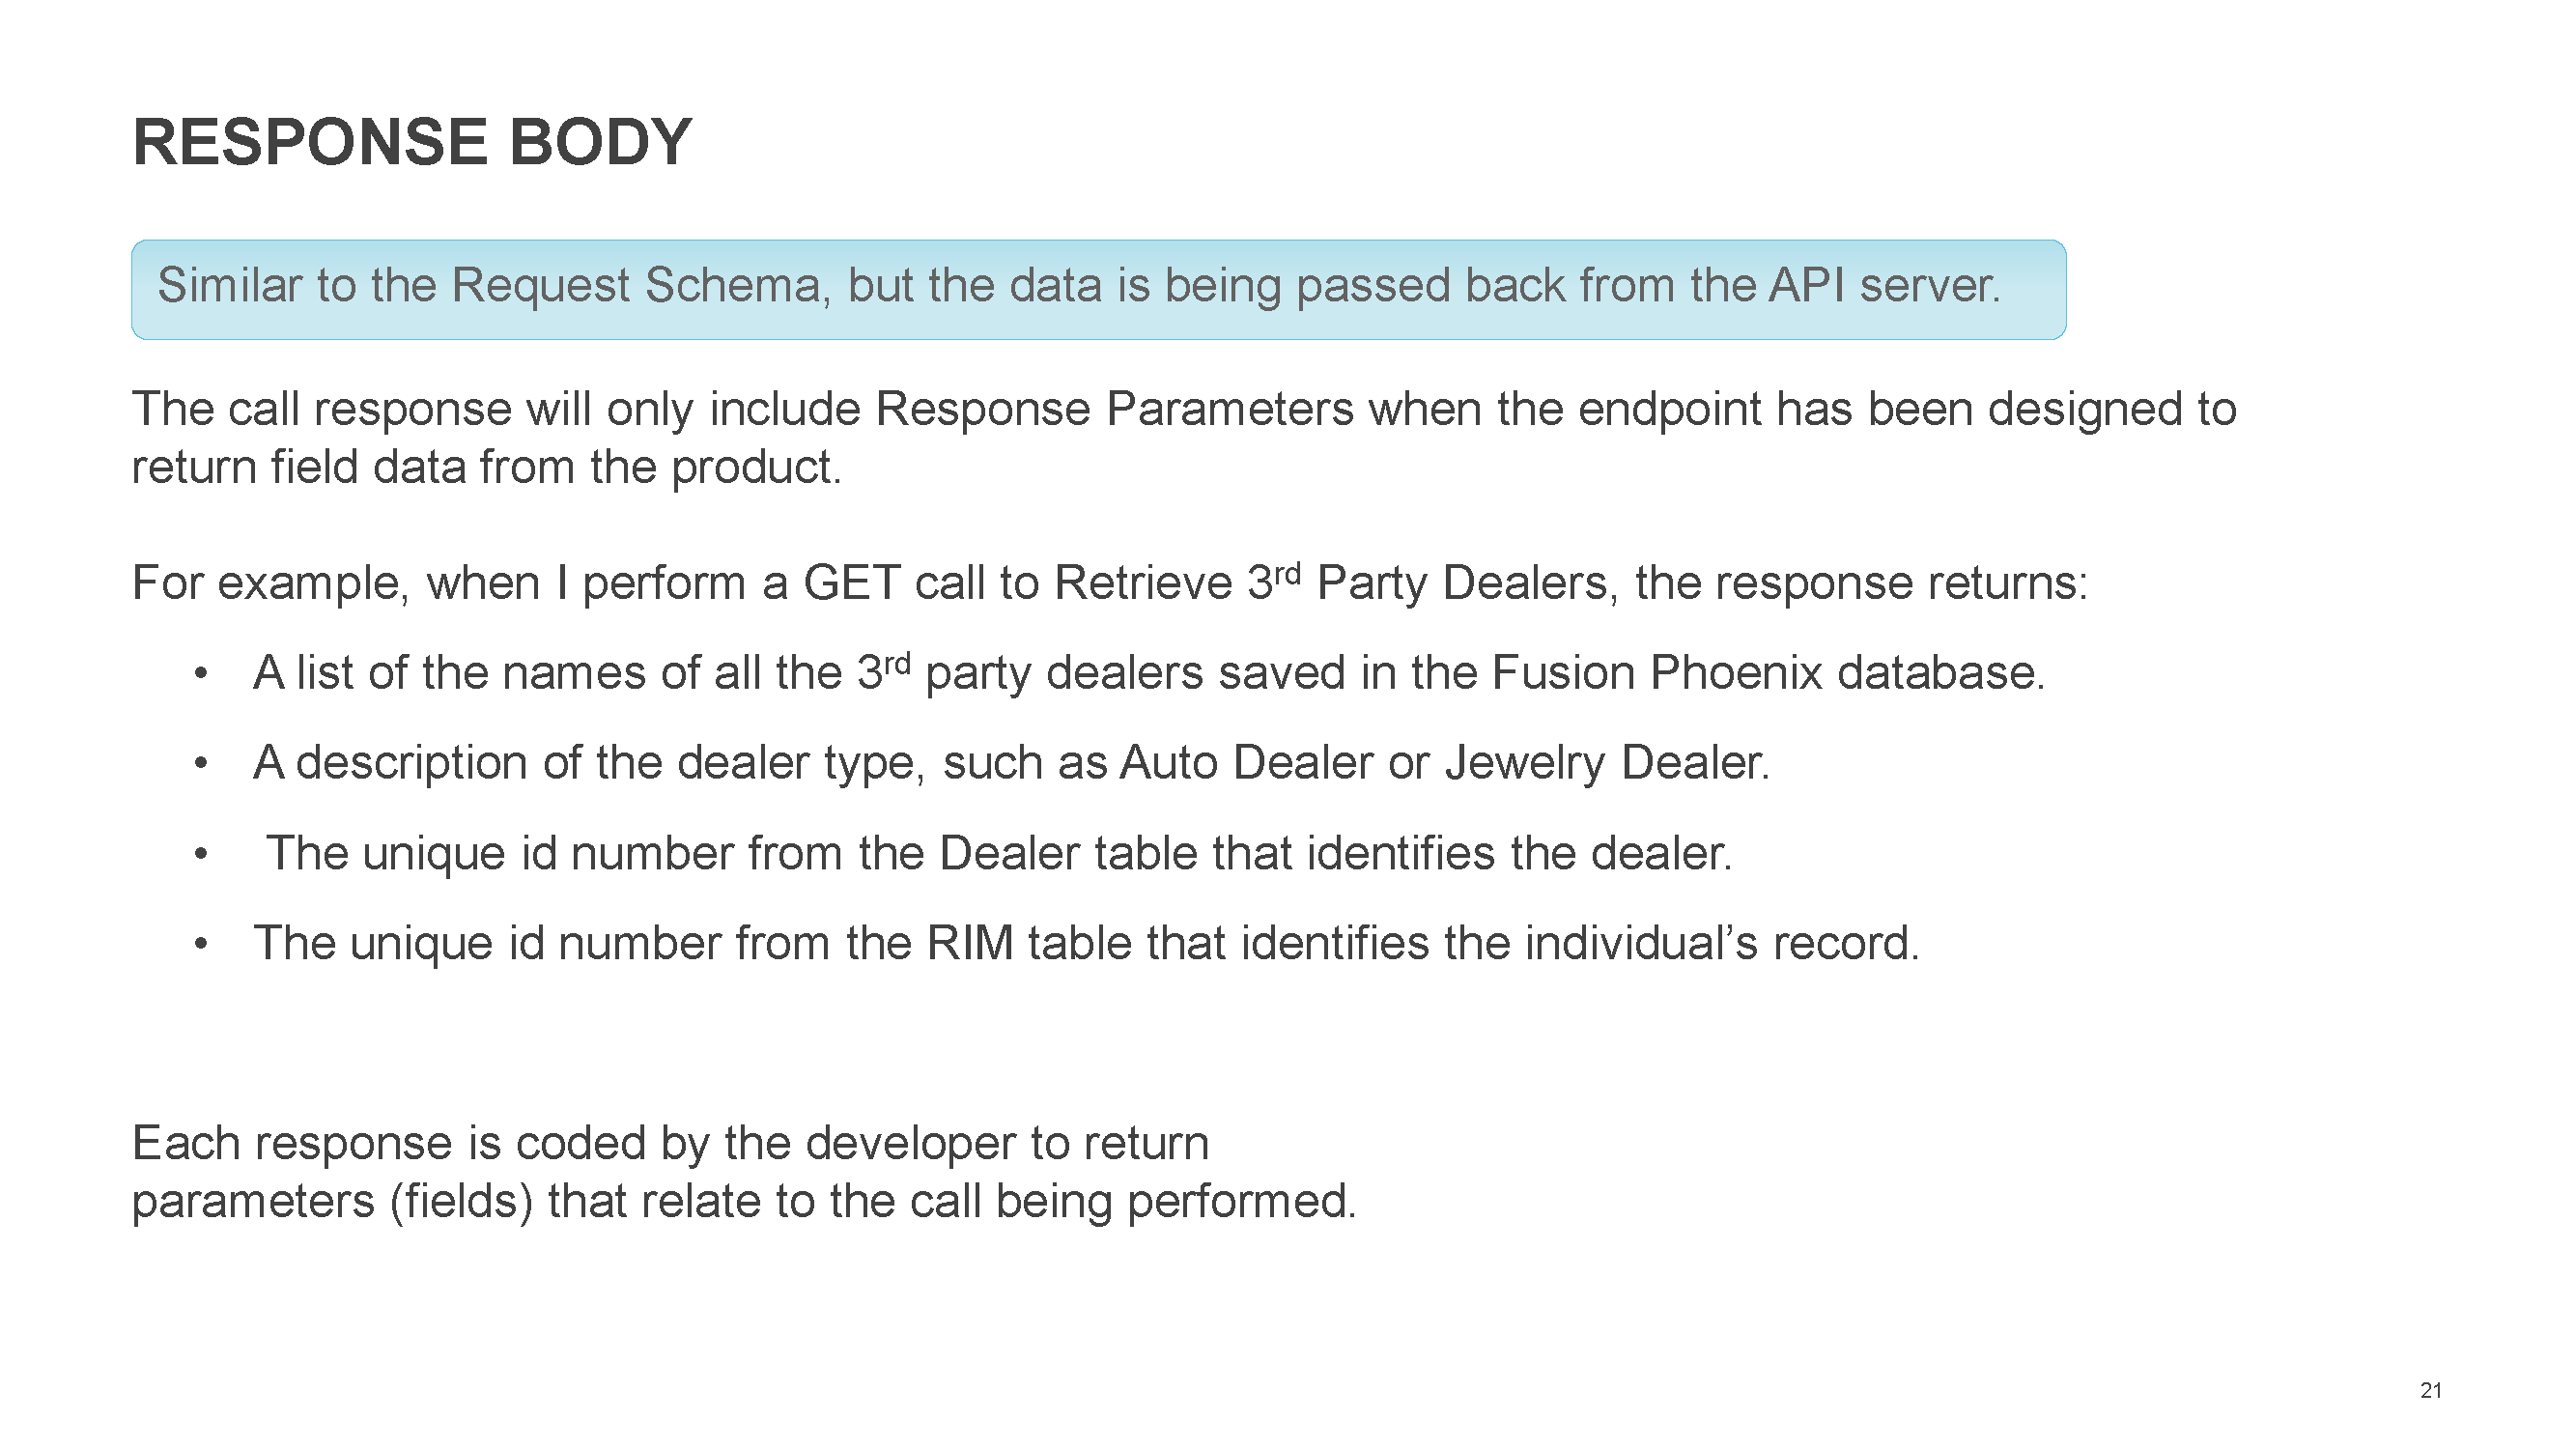 RESPONSE BODY
Similar to the Request Schema, but the data is being passed back from the API server.
The call response will only include Response Parameters when the endpoint has been designed to
return field data from the product.
For example, when I perform a GET call to Retrieve 3rd Party Dealers, the response returns:
• A list of the names of all the 3rd party dealers saved in the Fusion Phoenix database.
• A description of the dealer type, such as Auto Dealer or Jewelry Dealer.
• The unique id number from the Dealer table that identifies the dealer.
• The unique id number from the RIM table that identifies the individual’s record.
Each response is coded by the developer to return
parameters (fields) that relate to the call being performed.
21